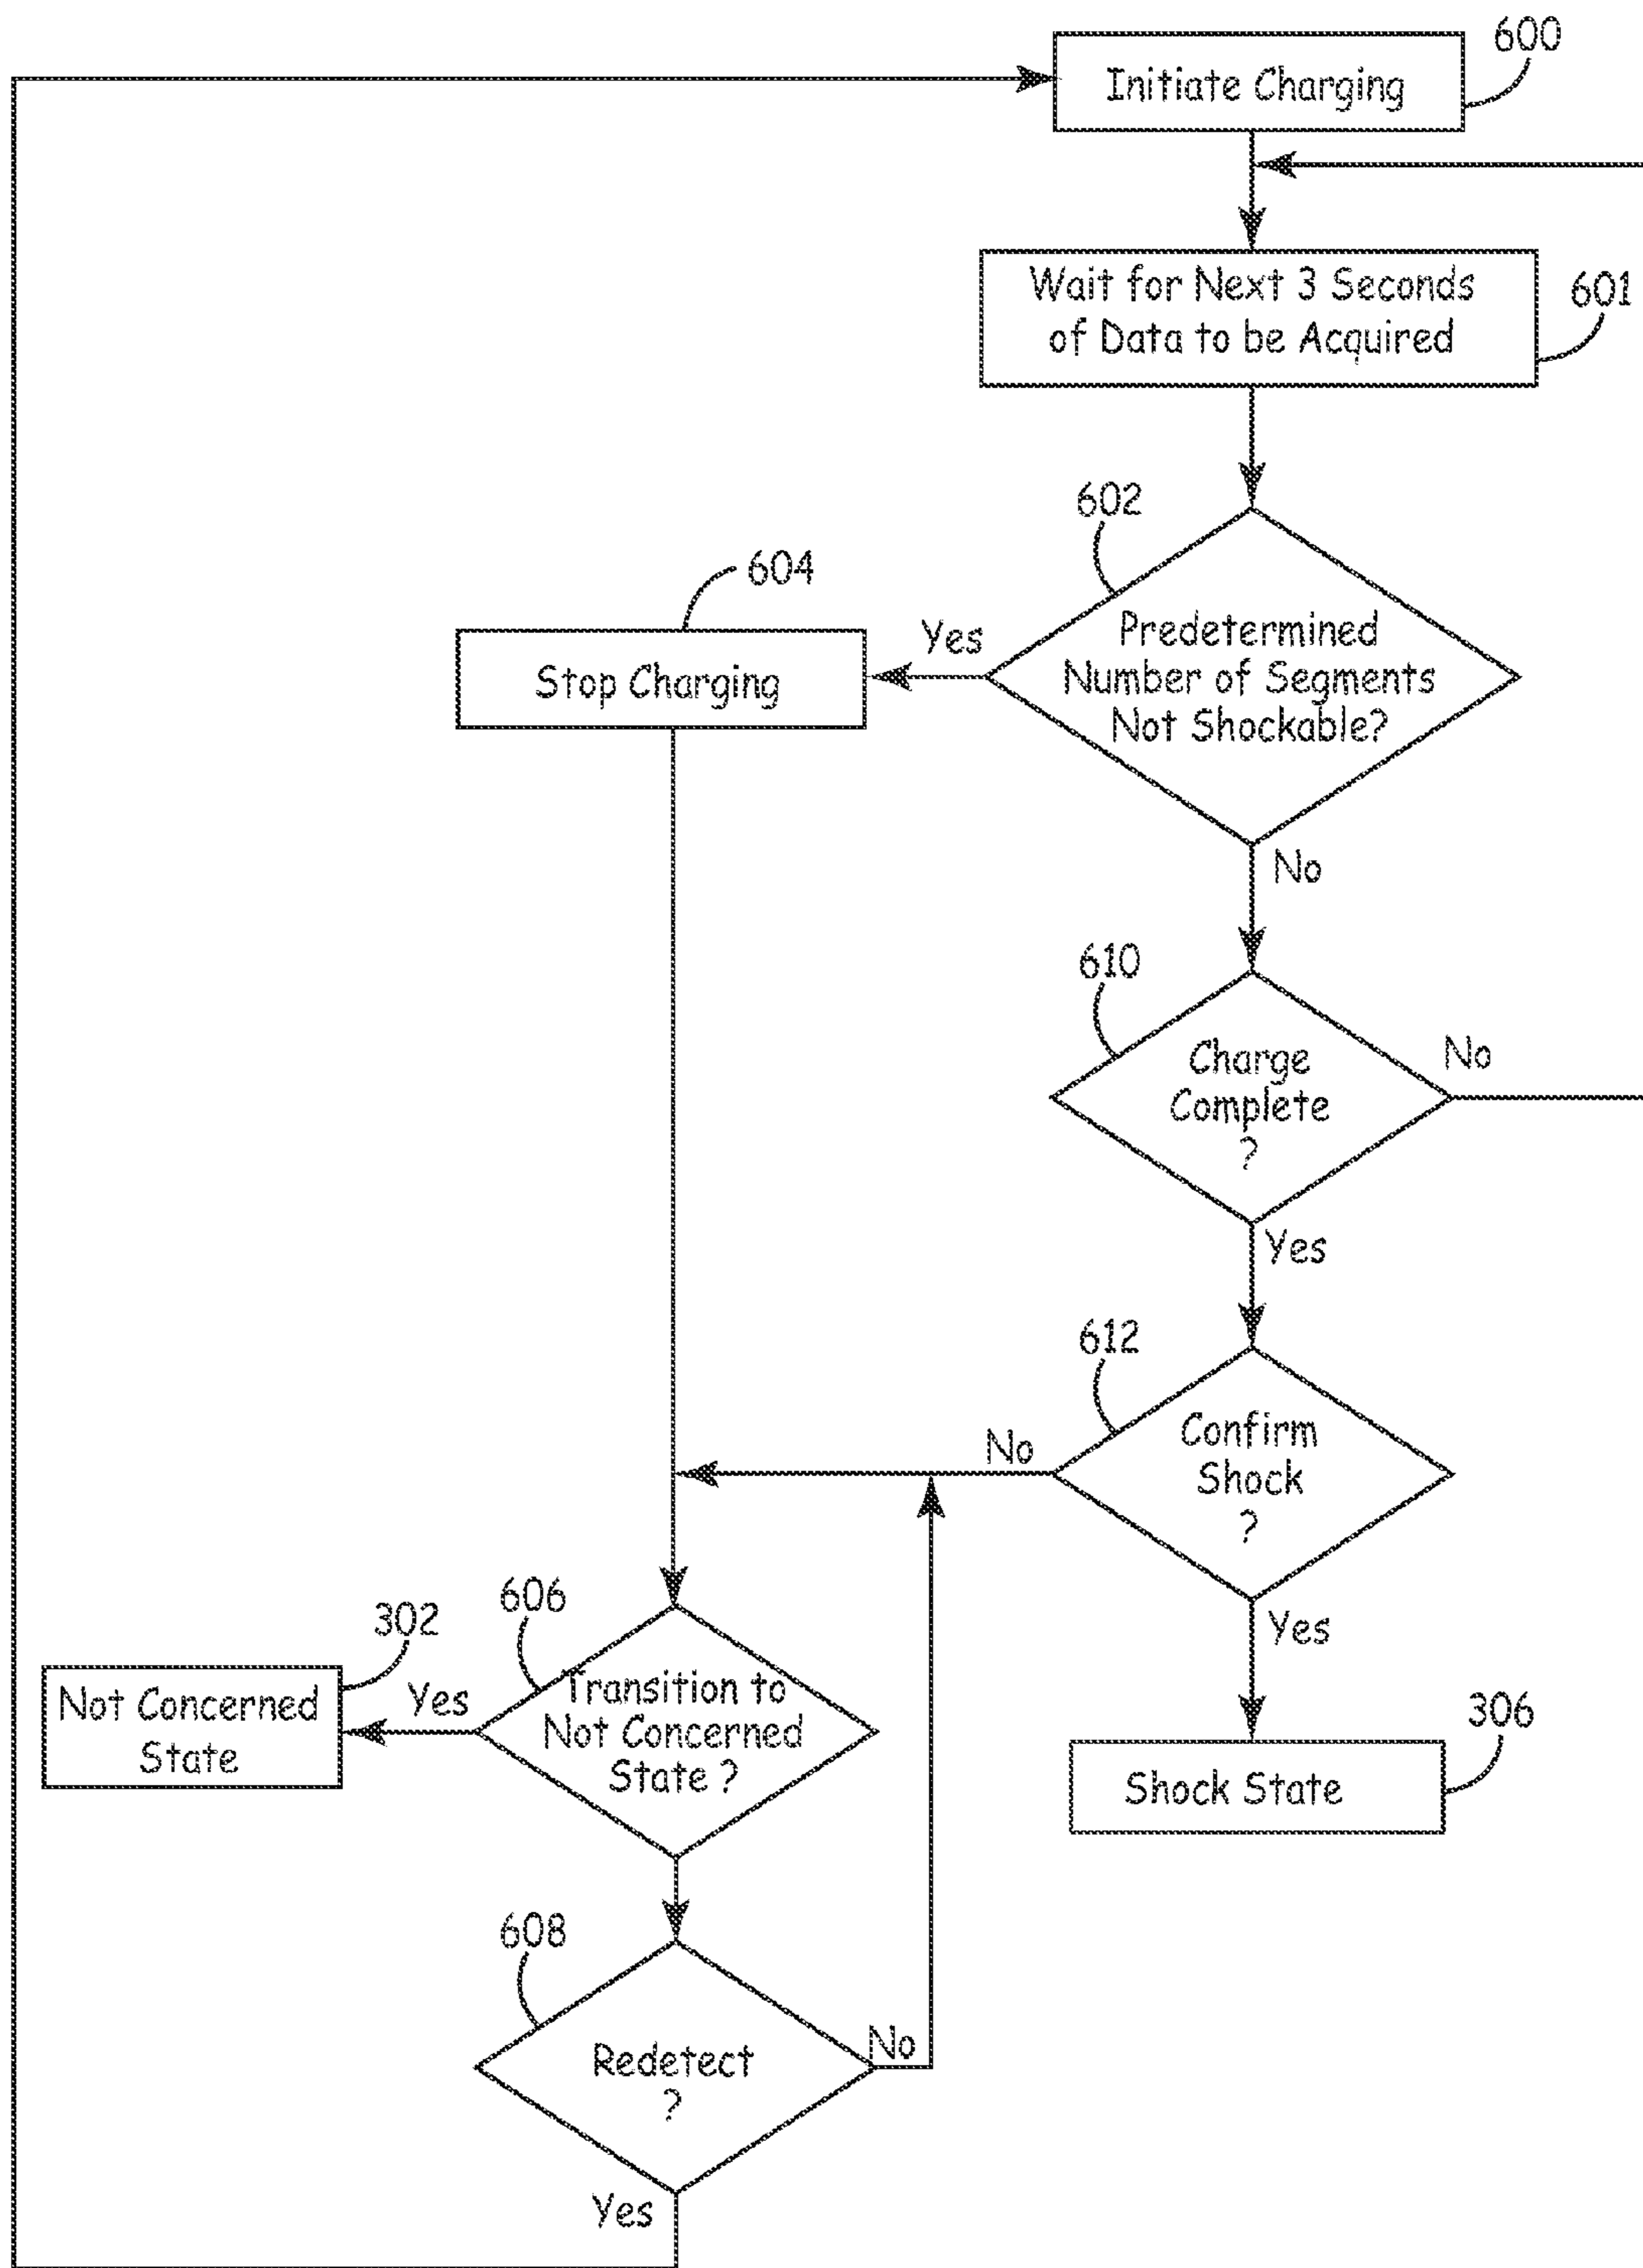 600
Initiate Charging
Wait for Next 3 Seconds
of Data to be Acquired
601
602
604
Yes
Predetermined
Number of Segments
Not Shockable?
Stop Charging
No
610
Charge
Complete
?
No
Yes
612
Confirm
Shock
?
No
Yes
606
302
Transition to
Not Concerned
State ?
Yes
Not Concerned
State
306
Shock State
608
Redetect
?
No
Yes